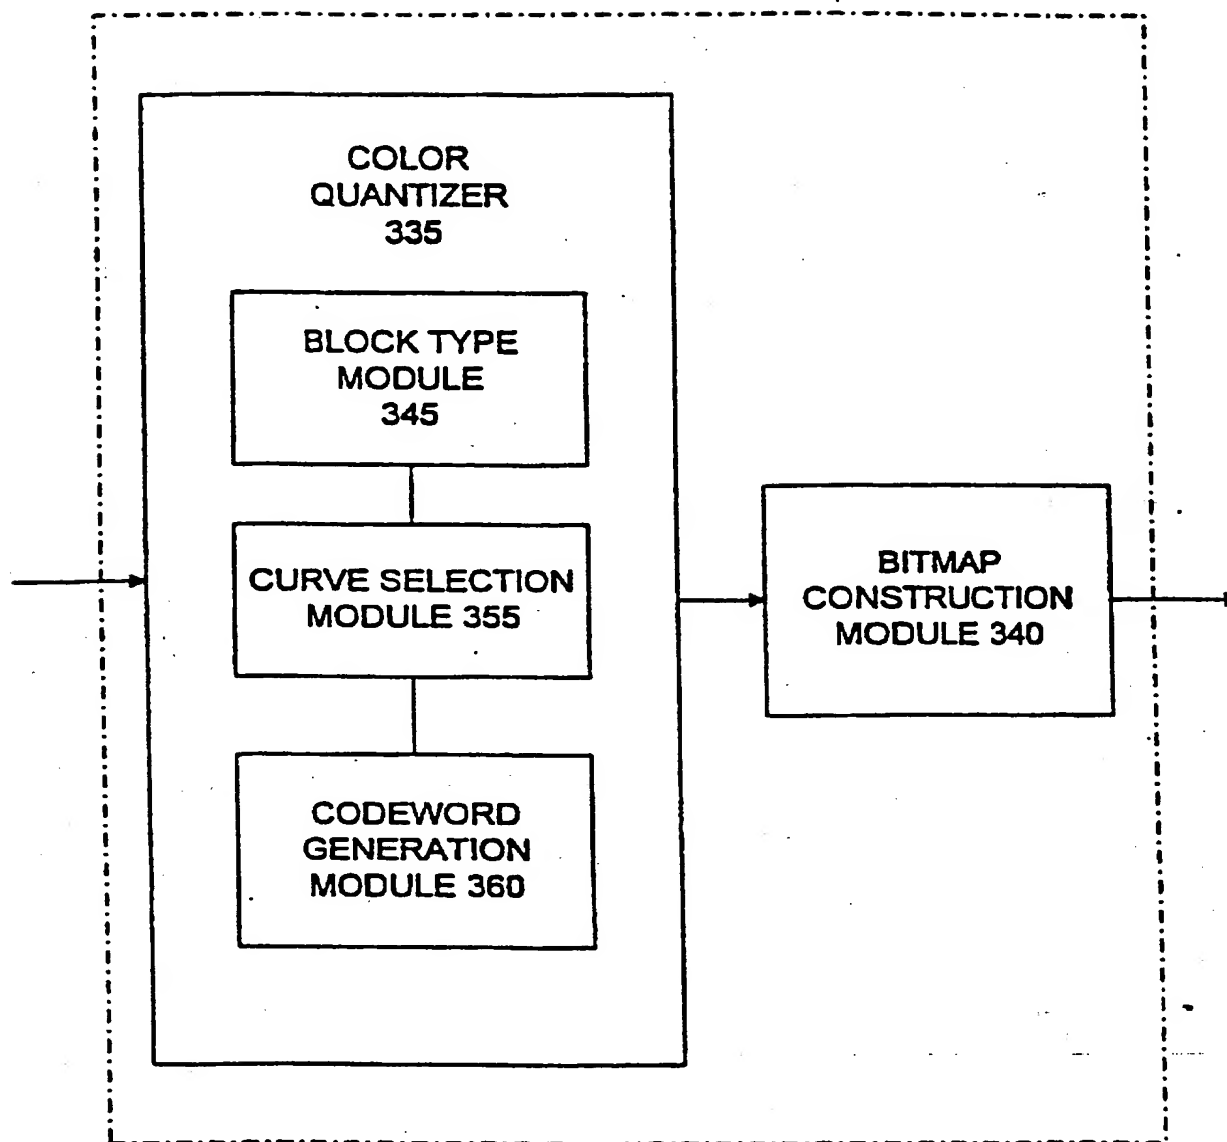 COLOR
QUANTIZER
335
BLOCK TYPE
MODULE
345
CURVE SELECTION
MODULE 355
CODEWORD
GENERATION
MODULE 360
BITMAP
CONSTRUCTION
MODULE 340